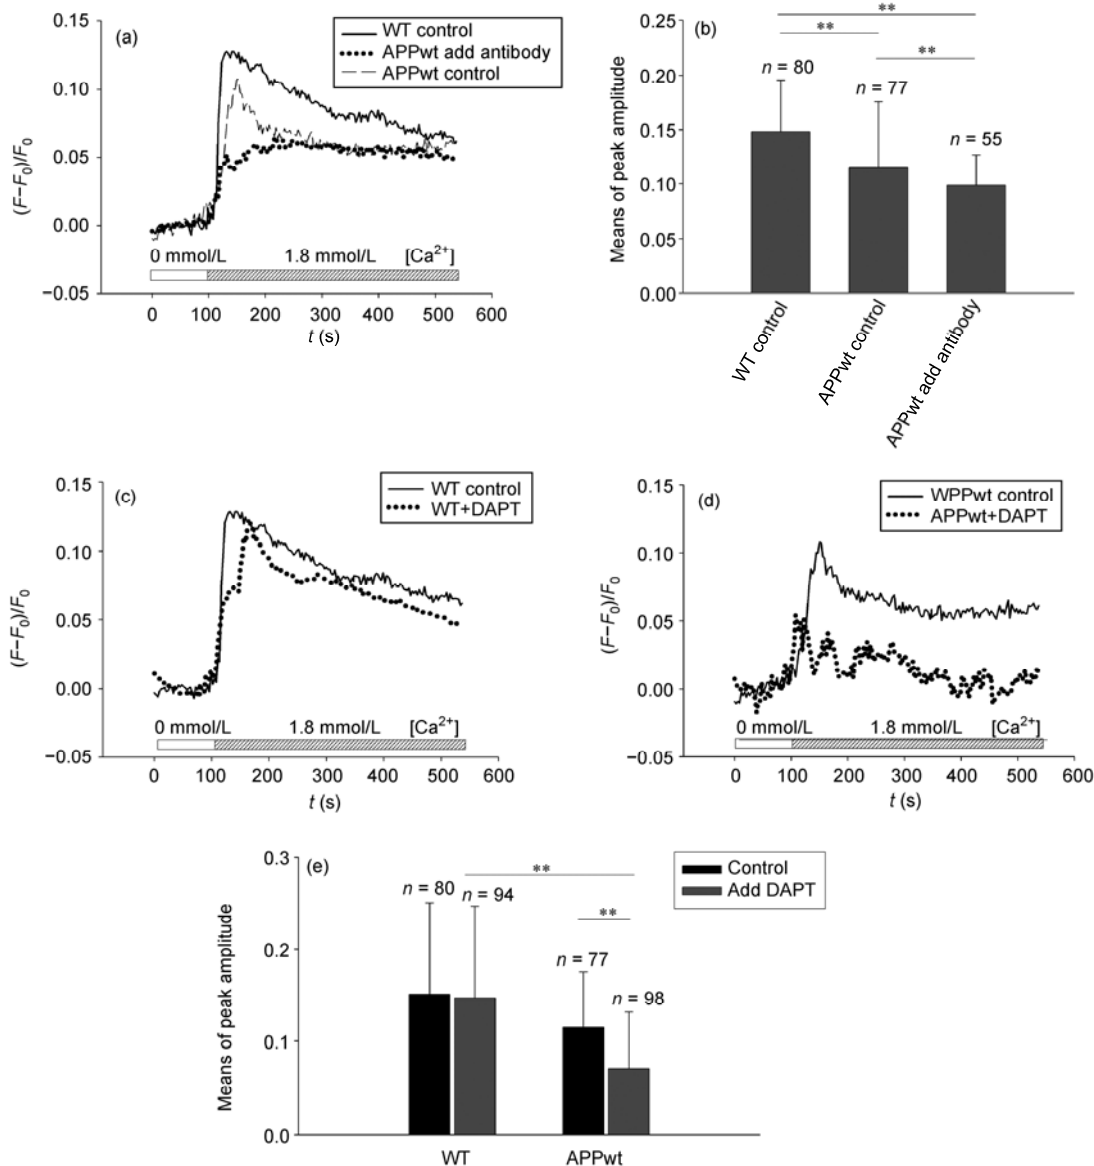 (a)
WT control
APPwt add antibody
APPwt control
0.15
0.10
0.05
0.00
−0.05
(F−F0)/F0
0 mmol/L 1.8 mmol/L [Ca2+]
0 100 200 300 400 500 600
t (s)
(b)
**
** **
n = 80
n = 77
n = 55
0.25
0.20
0.15
0.10
0.05
0.00
Means of peak amplitude
WT control
APPwt control
APPwt add antibody
(c)
WT control
WT+DAPT
0.15
0.10
0.05
0.00
−0.05
(F−F0)/F0
0 mmol/L 1.8 mmol/L [Ca2+]
0 100 200 300 400 500 600
t (s)
(d)
WPPwt control
APPwt+DAPT
0.15
0.10
0.05
0.00
−0.05
(F−F0)/F0
0 mmol/L 1.8 mmol/L [Ca2+]
0 100 200 300 400 500 600
t (s)
(e)
Control
Add DAPT
**
**
n = 80
n = 94
n = 77
n = 98
0.3
0.2
0.1
0.0
Means of peak amplitude
WT APPwt